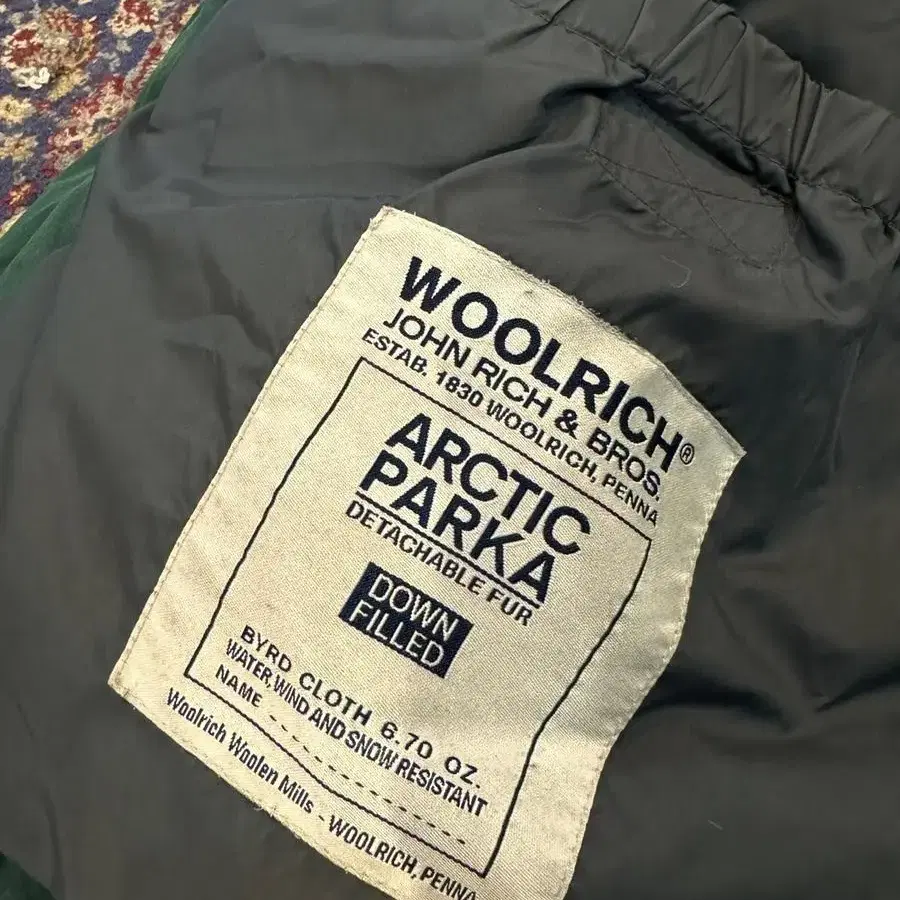 WOOLRICH®
JOHN RICH & BROS.
ESTAB. 1830 WOOLRICH, PENNA
ARCTIC
PARKA
DETACHABLE FUR
DOWN
FILLED
BYRD CLOTH 6.70 OZ.
WATER, WIND AND SNOW RESISTANT
NAME
Woolrich Woolen Mills - WOOLRICH, PENNA